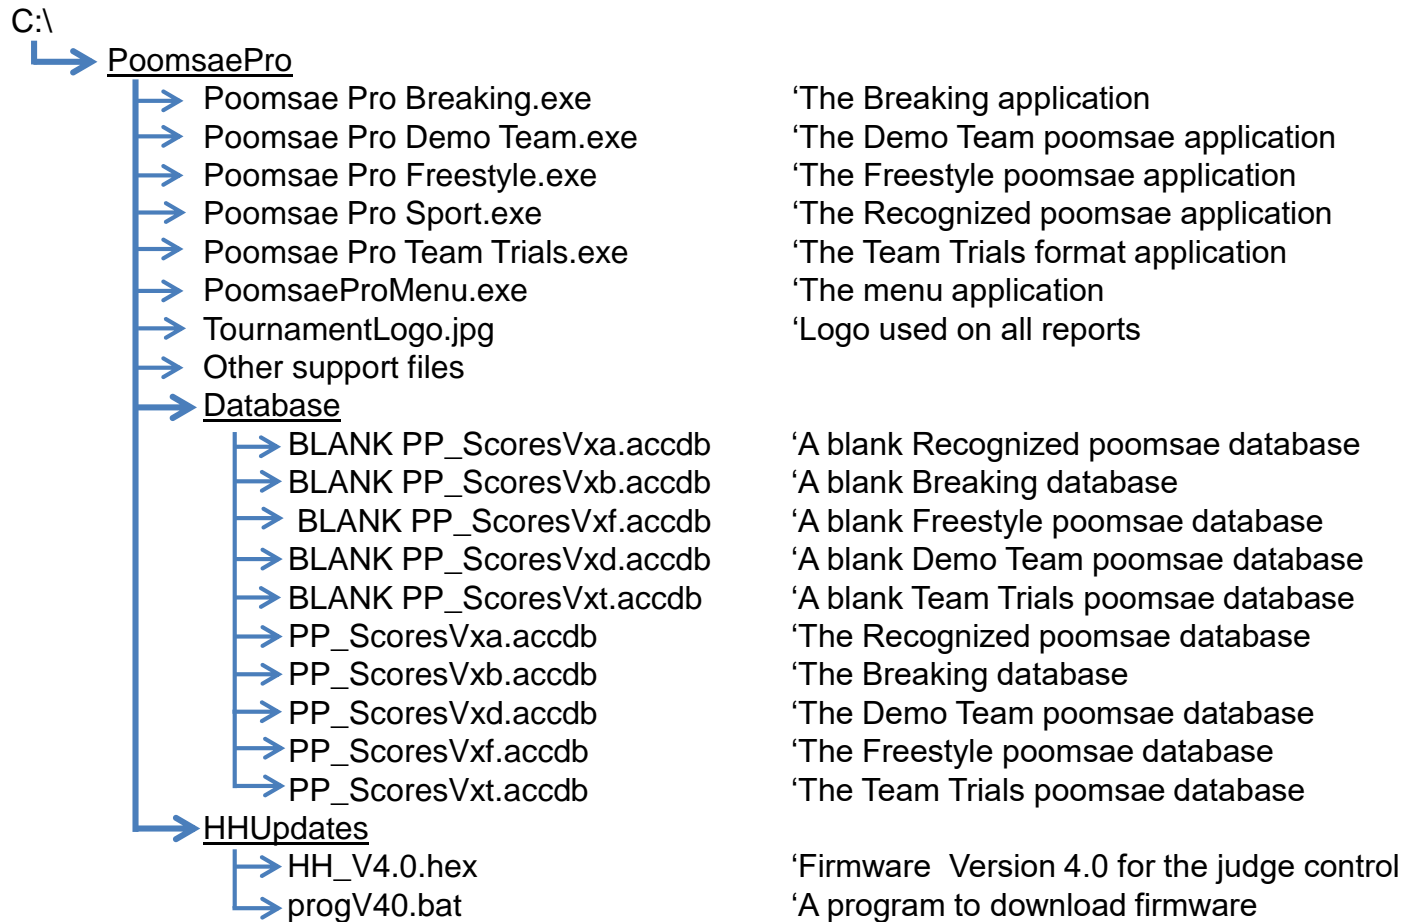 C:\
PoomsaePro
Poomsae Pro Breaking.exe ‘The Breaking application
Poomsae Pro Demo Team.exe ‘The Demo Team poomsae application
Poomsae Pro Freestyle.exe ‘The Freestyle poomsae application
Poomsae Pro Sport.exe ‘The Recognized poomsae application
Poomsae Pro Team Trials.exe ‘The Team Trials format application
PoomsaeProMenu.exe ‘The menu application
TournamentLogo.jpg ‘Logo used on all reports
Other support files
Database
BLANK PP_ScoresVxa.accdb ‘A blank Recognized poomsae database
BLANK PP_ScoresVxb.accdb ‘A blank Breaking database
BLANK PP_ScoresVxf.accdb ‘A blank Freestyle poomsae database
BLANK PP_ScoresVxd.accdb ‘A blank Demo Team poomsae database
BLANK PP_ScoresVxt.accdb ‘A blank Team Trials poomsae database
PP_ScoresVxa.accdb ‘The Recognized poomsae database
PP_ScoresVxb.accdb ‘The Breaking database
PP_ScoresVxd.accdb ‘The Demo Team poomsae database
PP_ScoresVxf.accdb ‘The Freestyle poomsae database
PP_ScoresVxt.accdb ‘The Team Trials poomsae database
HHUpdates
HH_V4.0.hex ‘Firmware  Version 4.0 for the judge control
progV40.bat ‘A program to download firmware